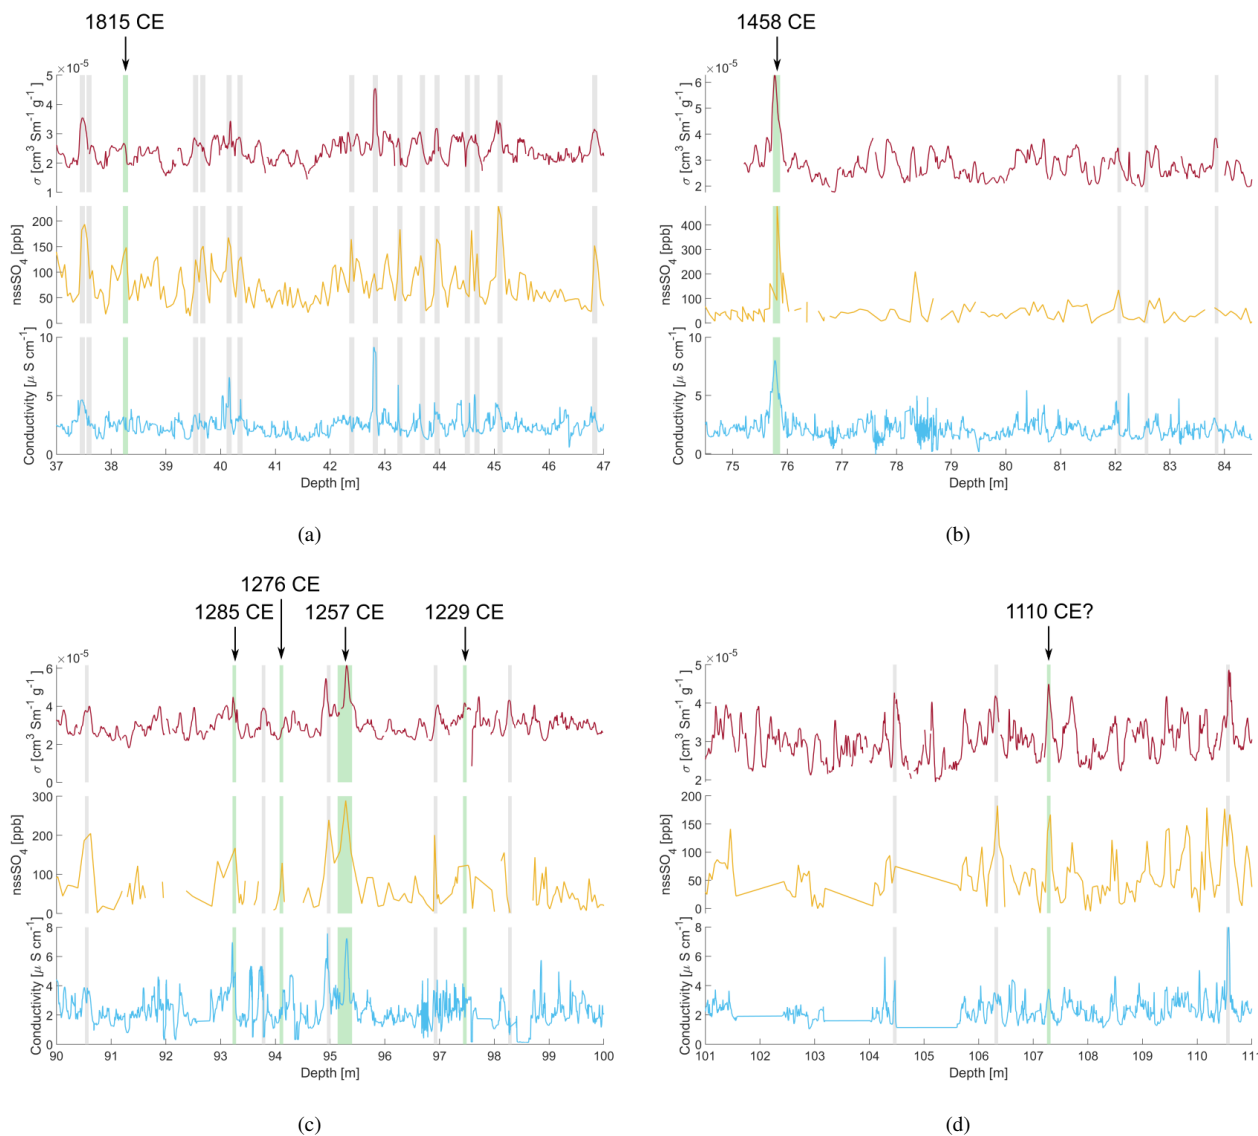 1815 CE
×10⁻⁵
5
4
3
2
1
σ [cm³ Sm⁻¹ g⁻¹ ]
200
150
100
50
0
nssSO₄ [ppb]
10
5
0
Conductivity [μ S cm⁻¹]
37 38 39 40 41 42 43 44 45 46 47
Depth [m]
(a)
1458 CE
×10⁻⁵
6
5
4
3
2
σ [cm³ Sm⁻¹ g⁻¹ ]
400
300
200
100
0
nssSO₄ [ppb]
10
5
0
Conductivity [μ S cm⁻¹]
75 76 77 78 79 80 81 82 83 84
Depth [m]
(b)
1276 CE
1285 CE 1257 CE 1229 CE
×10⁻⁵
6
4
2
0
σ [cm³ Sm⁻¹ g⁻¹ ]
300
200
100
0
nssSO₄ [ppb]
8
6
4
2
0
Conductivity [μ S cm⁻¹]
90 91 92 93 94 95 96 97 98 99 100
Depth [m]
(c)
1110 CE?
×10⁻⁵
5
4
3
2
σ [cm³ Sm⁻¹ g⁻¹ ]
200
150
100
50
0
nssSO₄ [ppb]
8
6
4
2
0
Conductivity [μ S cm⁻¹]
101 102 103 104 105 106 107 108 109 110 111
Depth [m]
(d)